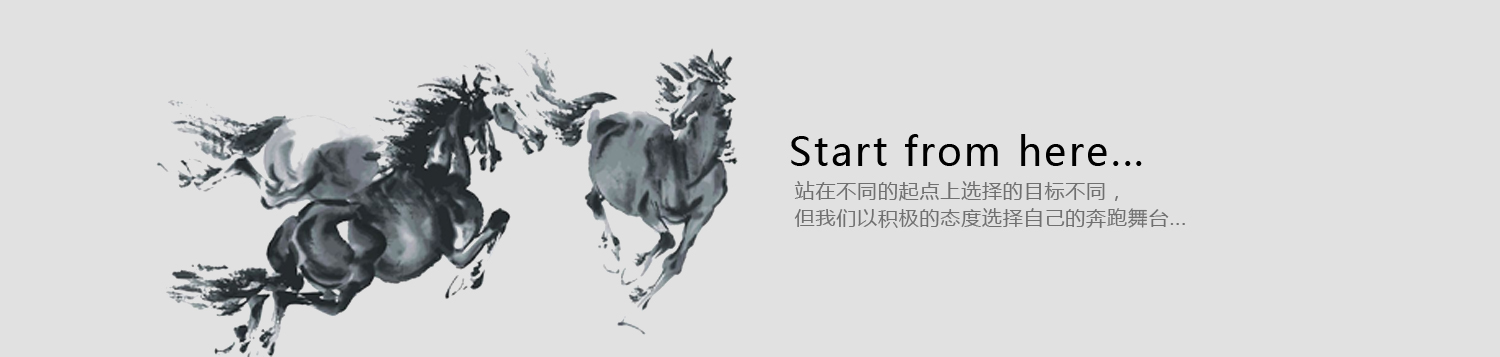 Start from here...
站在不同的起点上选择的目标不同，
但我们以积极的态度选择自己的奔跑舞台...